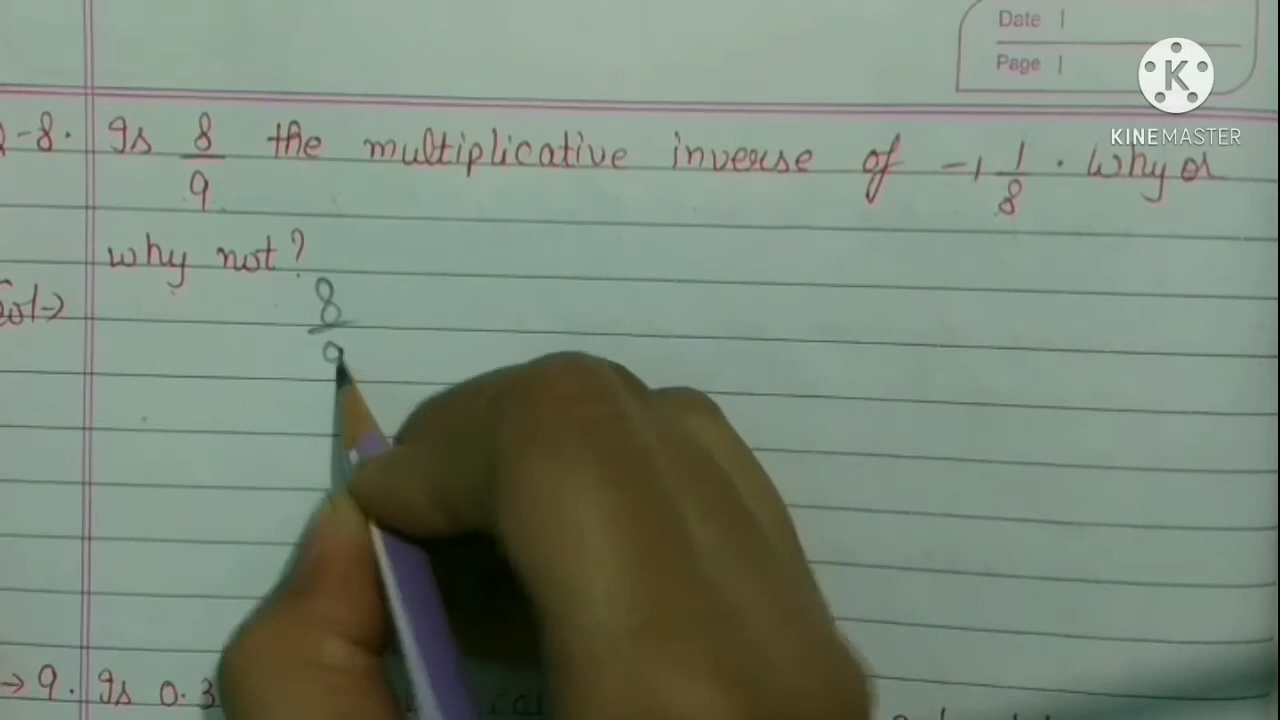 Date |
Page |
K
KINEMASTER
-8. Is 8/9 the multiplicative inverse of -1 1/8. Why or
why not?
Sol→
8/9
→ 9. Is 0.3